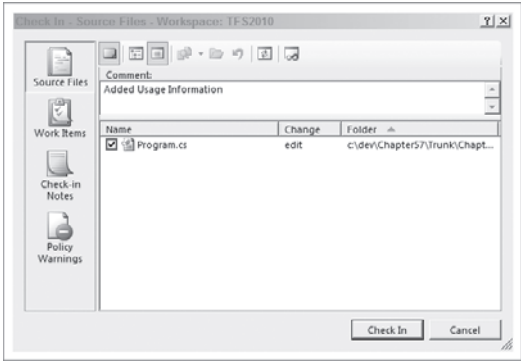 Check In - Source Files - Workspace: TFS2010
Source Files
Work Items
Check-in
Notes
Policy
Warnings
Comment:
Added Usage Information
Name Change Folder
Program.cs edit c:\dev\Chapter57\Trunk\Chapt...
Check In Cancel